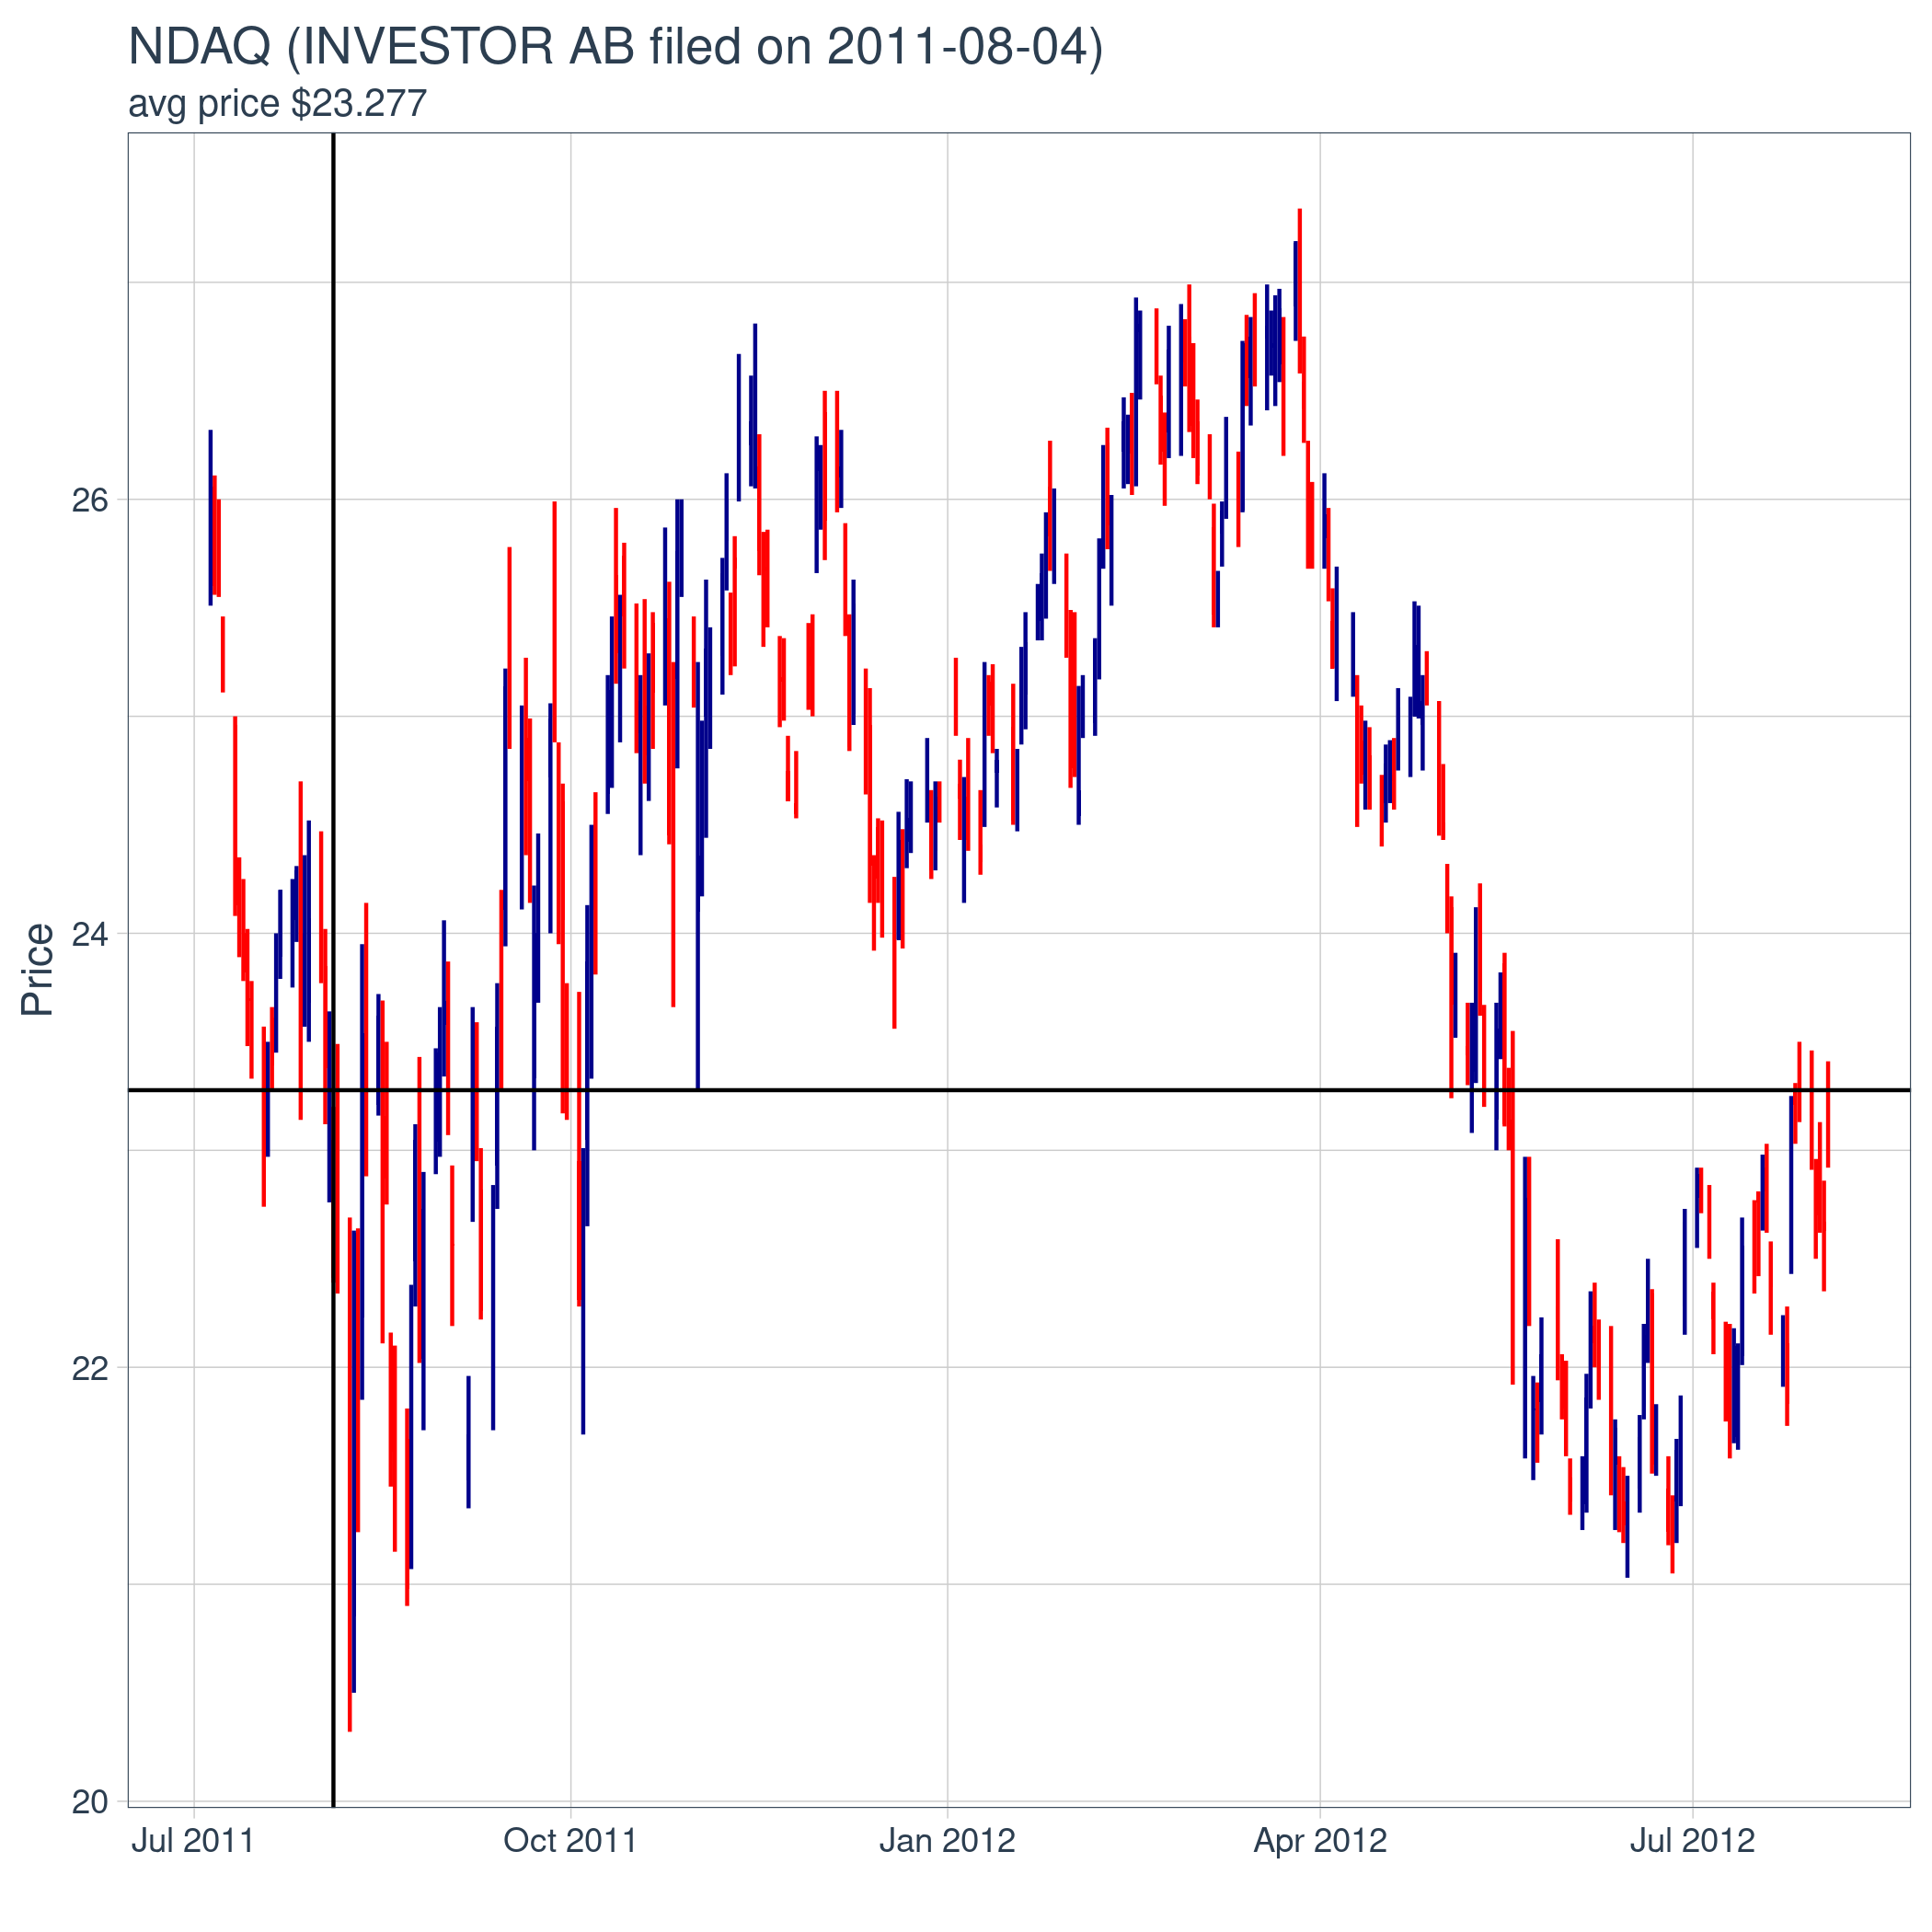 NDAQ (INVESTOR AB filed on 2011-08-04)
avg price $23.277
Price
26
24
22
20
Jul 2011 Oct 2011 Jan 2012 Apr 2012 Jul 2012